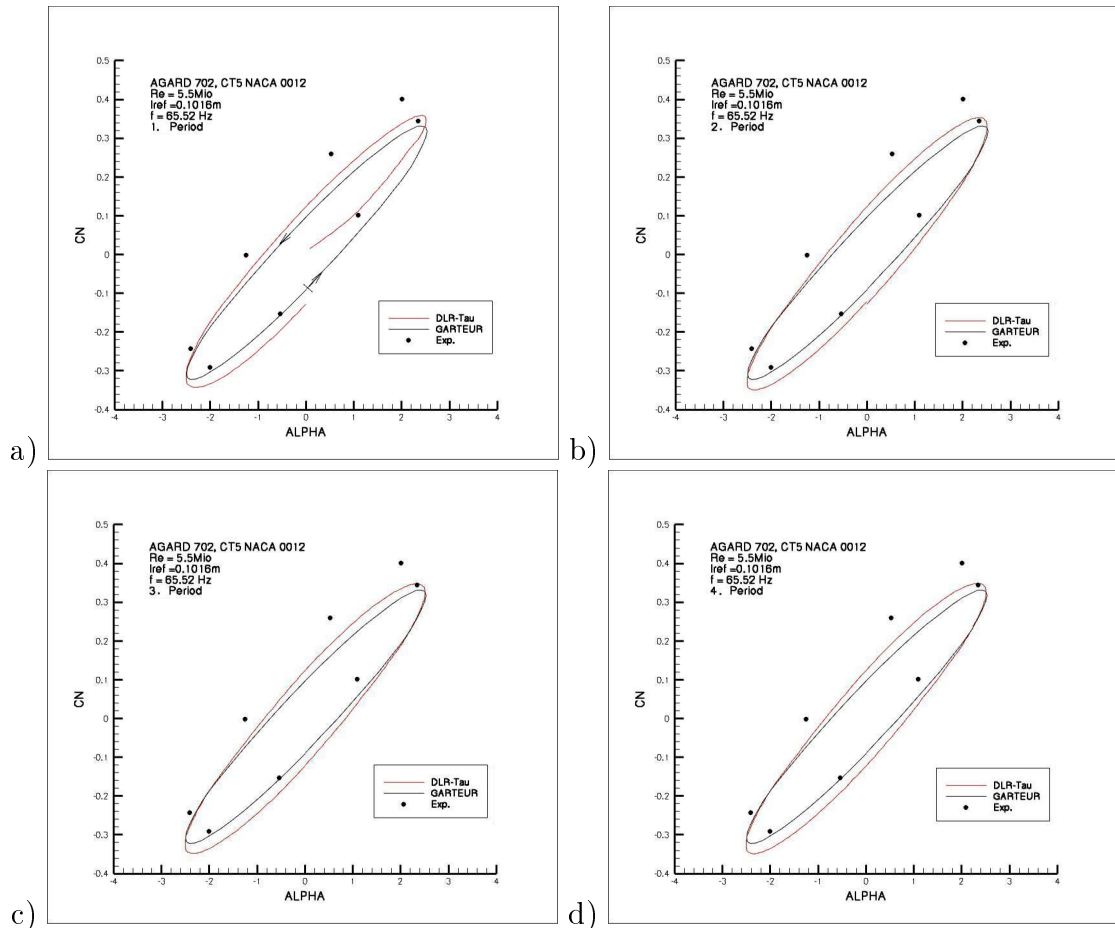 0.5
0.4
0.3
0.2
0.1
0
-0.1
-0.2
-0.3
-0.4
CN
AGARD 702, CT5 NACA 0012
Re = 5.5Mio
lref =0.1016m
f = 65.52 Hz
1. Period
DLR-Tau
GARTEUR
Exp.
-4 -3 -2 -1 0 1 2 3 4
ALPHA
a)
0.5
0.4
0.3
0.2
0.1
0
-0.1
-0.2
-0.3
-0.4
CN
AGARD 702, CT5 NACA 0012
Re = 5.5Mio
lref =0.1016m
f = 65.52 Hz
2. Period
DLR-Tau
GARTEUR
Exp.
-4 -3 -2 -1 0 1 2 3 4
ALPHA
b)
0.5
0.4
0.3
0.2
0.1
0
-0.1
-0.2
-0.3
-0.4
CN
AGARD 702, CT5 NACA 0012
Re = 5.5Mio
lref =0.1016m
f = 65.52 Hz
3. Period
DLR-Tau
GARTEUR
Exp.
-4 -3 -2 -1 0 1 2 3 4
ALPHA
c)
0.5
0.4
0.3
0.2
0.1
0
-0.1
-0.2
-0.3
-0.4
CN
AGARD 702, CT5 NACA 0012
Re = 5.5Mio
lref =0.1016m
f = 65.52 Hz
4. Period
DLR-Tau
GARTEUR
Exp.
-4 -3 -2 -1 0 1 2 3 4
ALPHA
d)